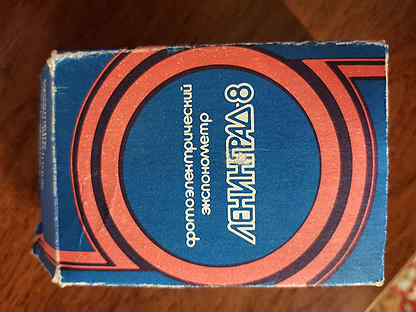 фотоэлектрический
экспонометр
ЛЕНИНГРАД 8